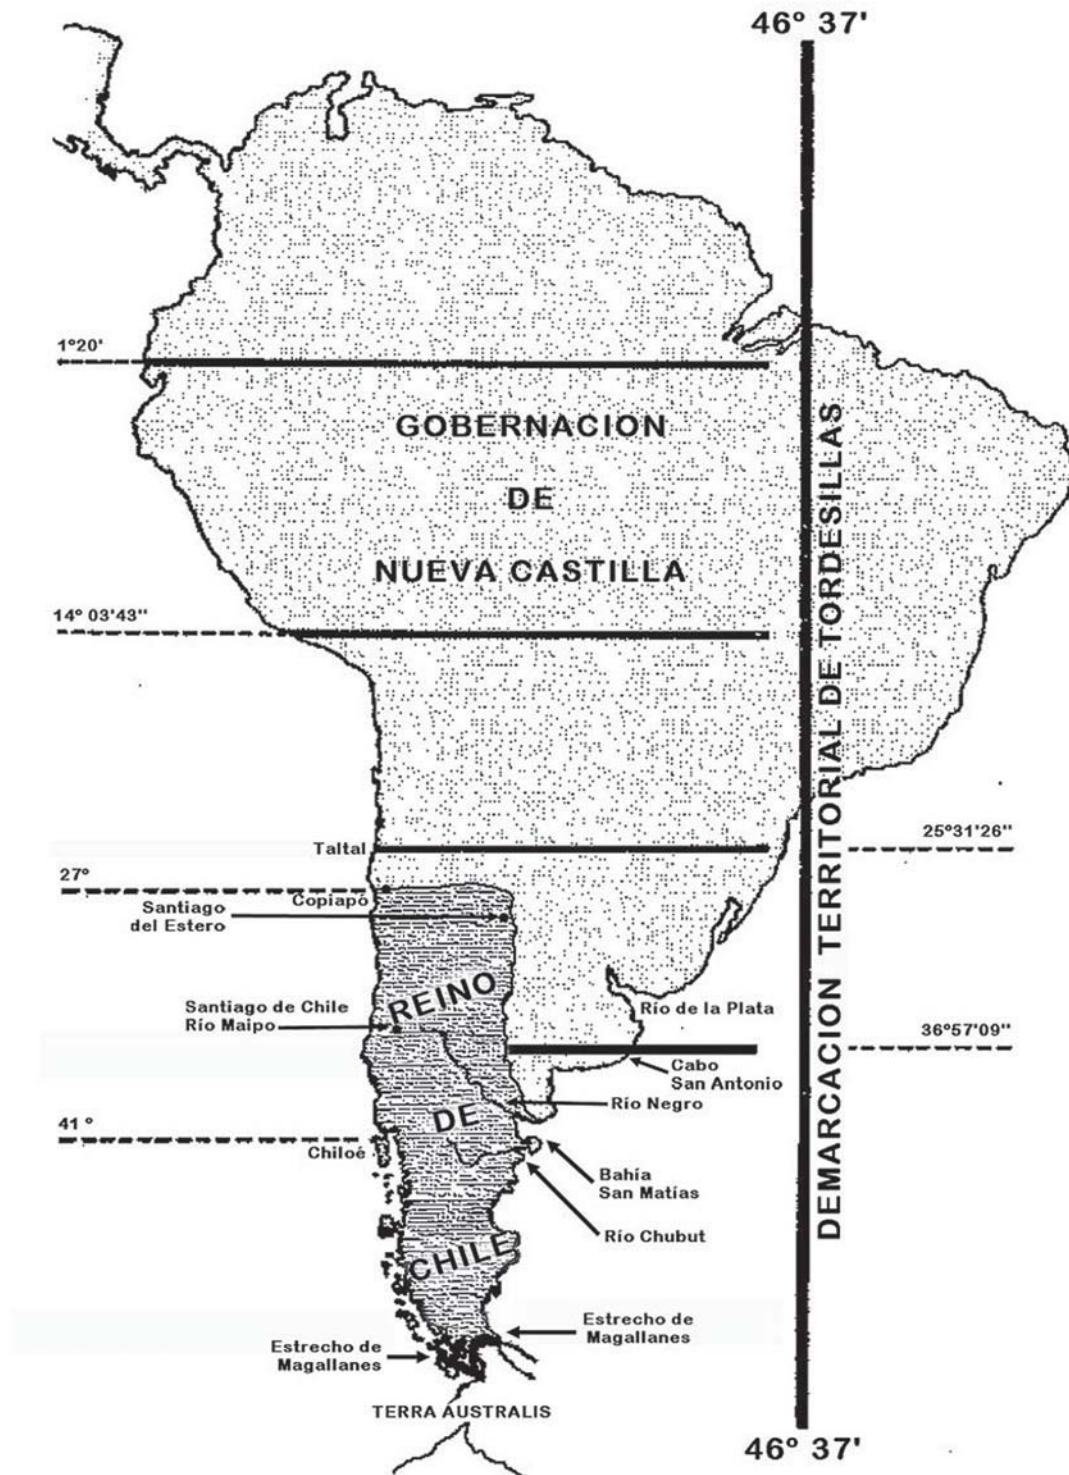 46° 37'
1°20'
GOBERNACION
DE
NUEVA CASTILLA
14° 03'43"
DEMARCACION TERRITORIAL DE TORDESILLAS
Taltal
25°31'26"
27°
Copiapó
Santiago
del Estero
REINO
Santiago de Chile
Río Maipo
Río de la Plata
36°57'09"
Cabo
San Antonio
Río Negro
DE
41 °
Chiloé
Bahía
San Matías
Río Chubut
CHILE
Estrecho de
Magallanes
Estrecho de
Magallanes
TERRA AUSTRALIS
46° 37'